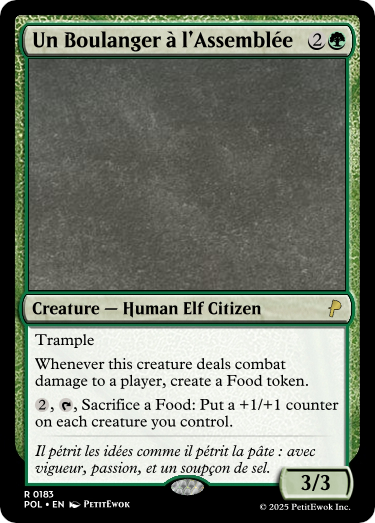 Un Boulanger à l'Assemblée 2
Creature — Human Elf Citizen
Trample
Whenever this creature deals combat
damage to a player, create a Food token.
2, , Sacrifice a Food: Put a +1/+1 counter
on each creature you control.
Il pétrit les idées comme il pétrit la pâte : avec
vigueur, passion, et un soupçon de sel.
3/3
R 0183
POL • EN PetitEwok
© 2025 PetitEwok Inc.